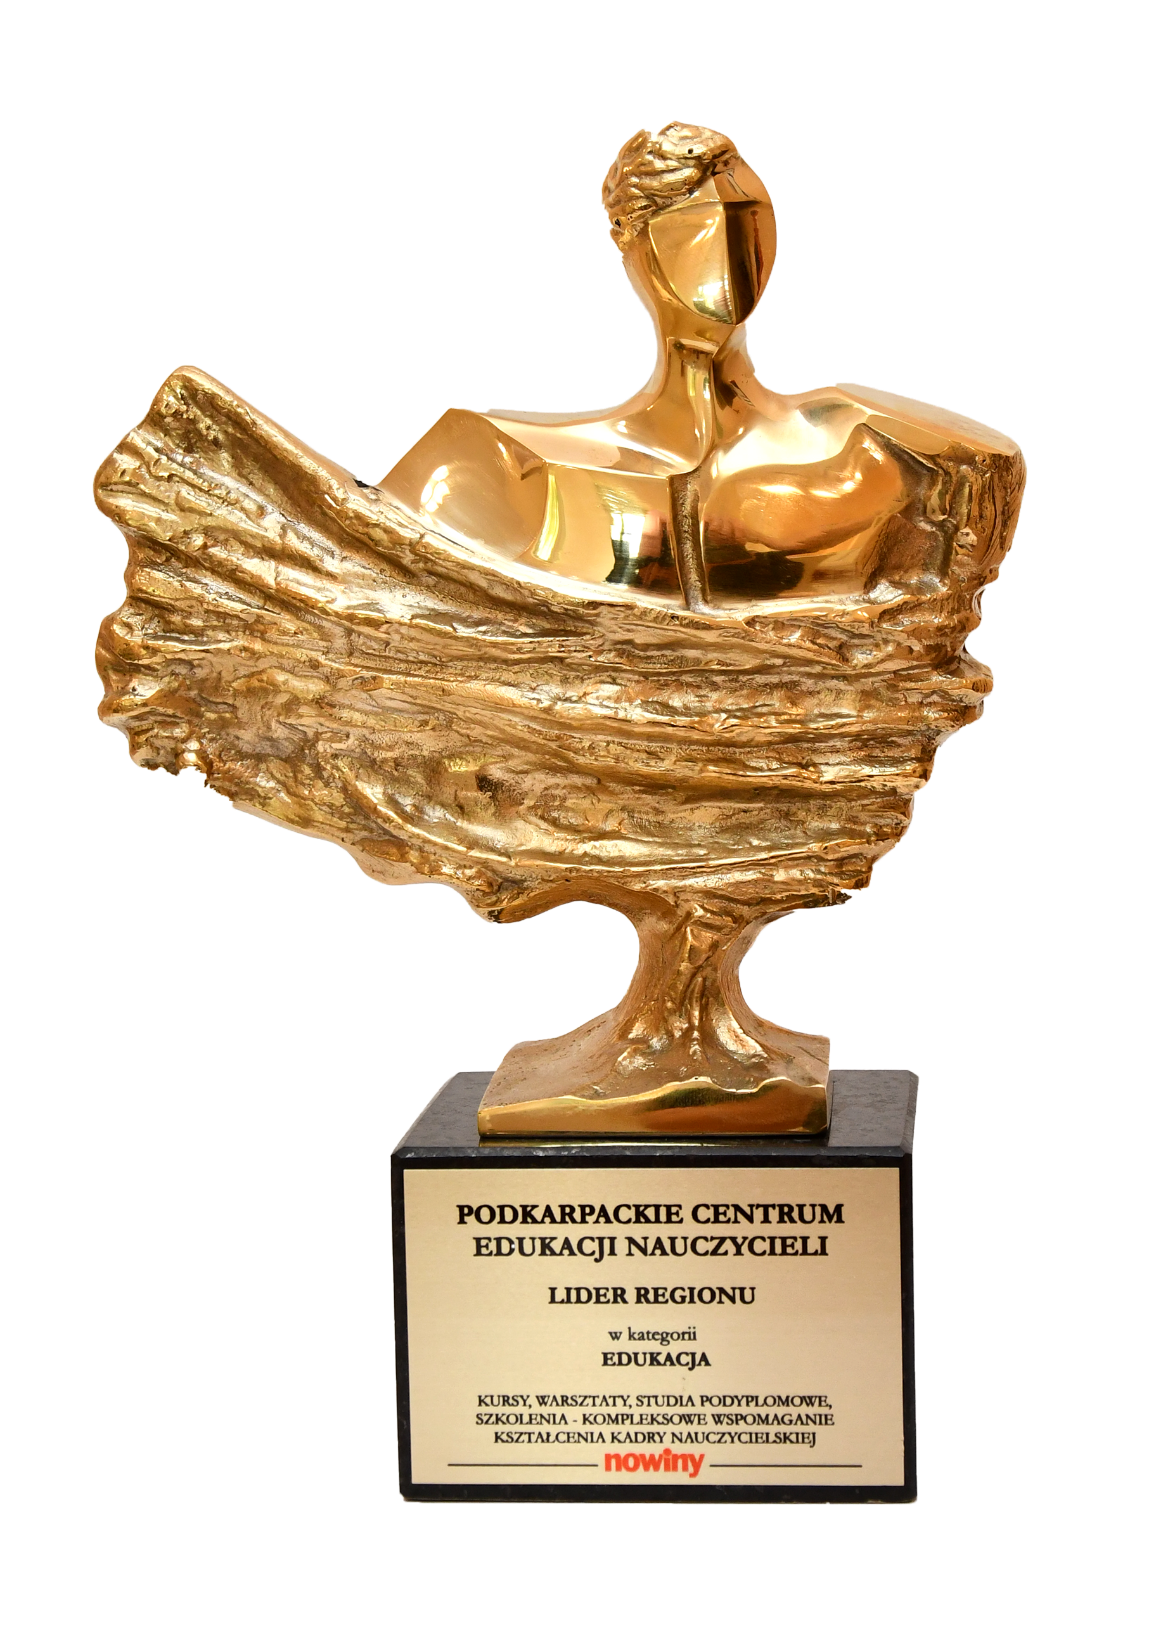 PODKARPACKIE CENTRUM
EDUKACJI NAUCZYCIELI
LIDER REGIONU
w kategorii
EDUKACJA
KURSY, WARSZTATY, STUDIA PODYPLOMOWE,
SZKOLENIA - KOMPLEKSOWE WSPOMAGANIE
KSZTAŁCENIA KADRY NAUCZYCIELSKIEJ
nowiny